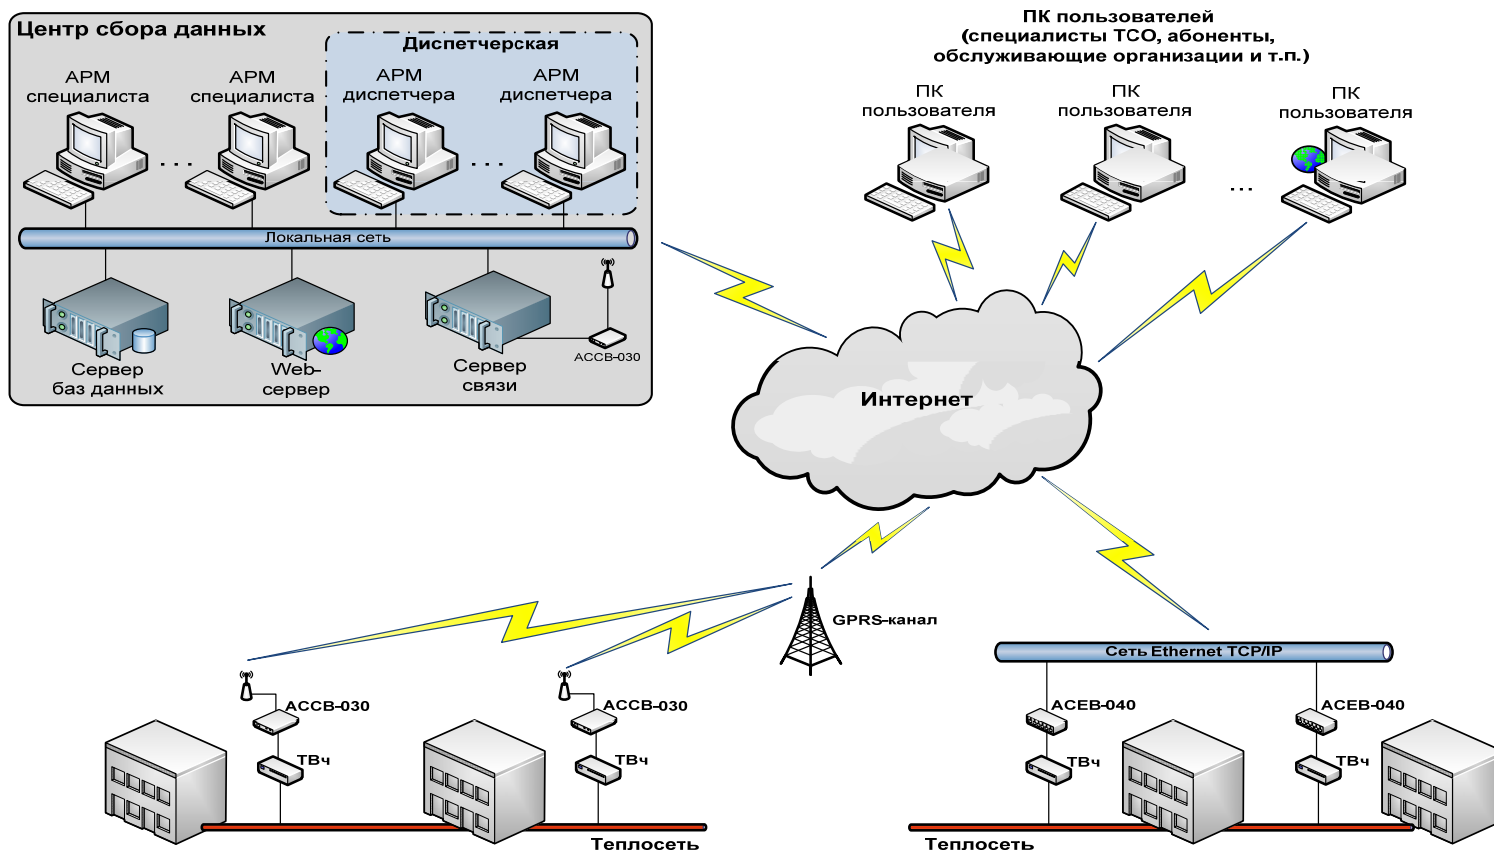 Центр сбора данных
Диспетчерская
АРМ
специалиста
АРМ
специалиста
АРМ
диспетчера
АРМ
диспетчера
...
...
Локальная сеть
АССВ-030
Сервер
баз данных
Web-
сервер
Сервер
связи
ПК пользователей
(специалисты ТСО, абоненты,
обслуживающие организации и т.п.)
ПК
пользователя
ПК
пользователя
ПК
пользователя
...
Интернет
GPRS-канал
АССВ-030
ТВч
АССВ-030
ТВч
Теплосеть
Сеть Ethernet TCP/IP
АСЕВ-040
ТВч
АСЕВ-040
ТВч
Теплосеть